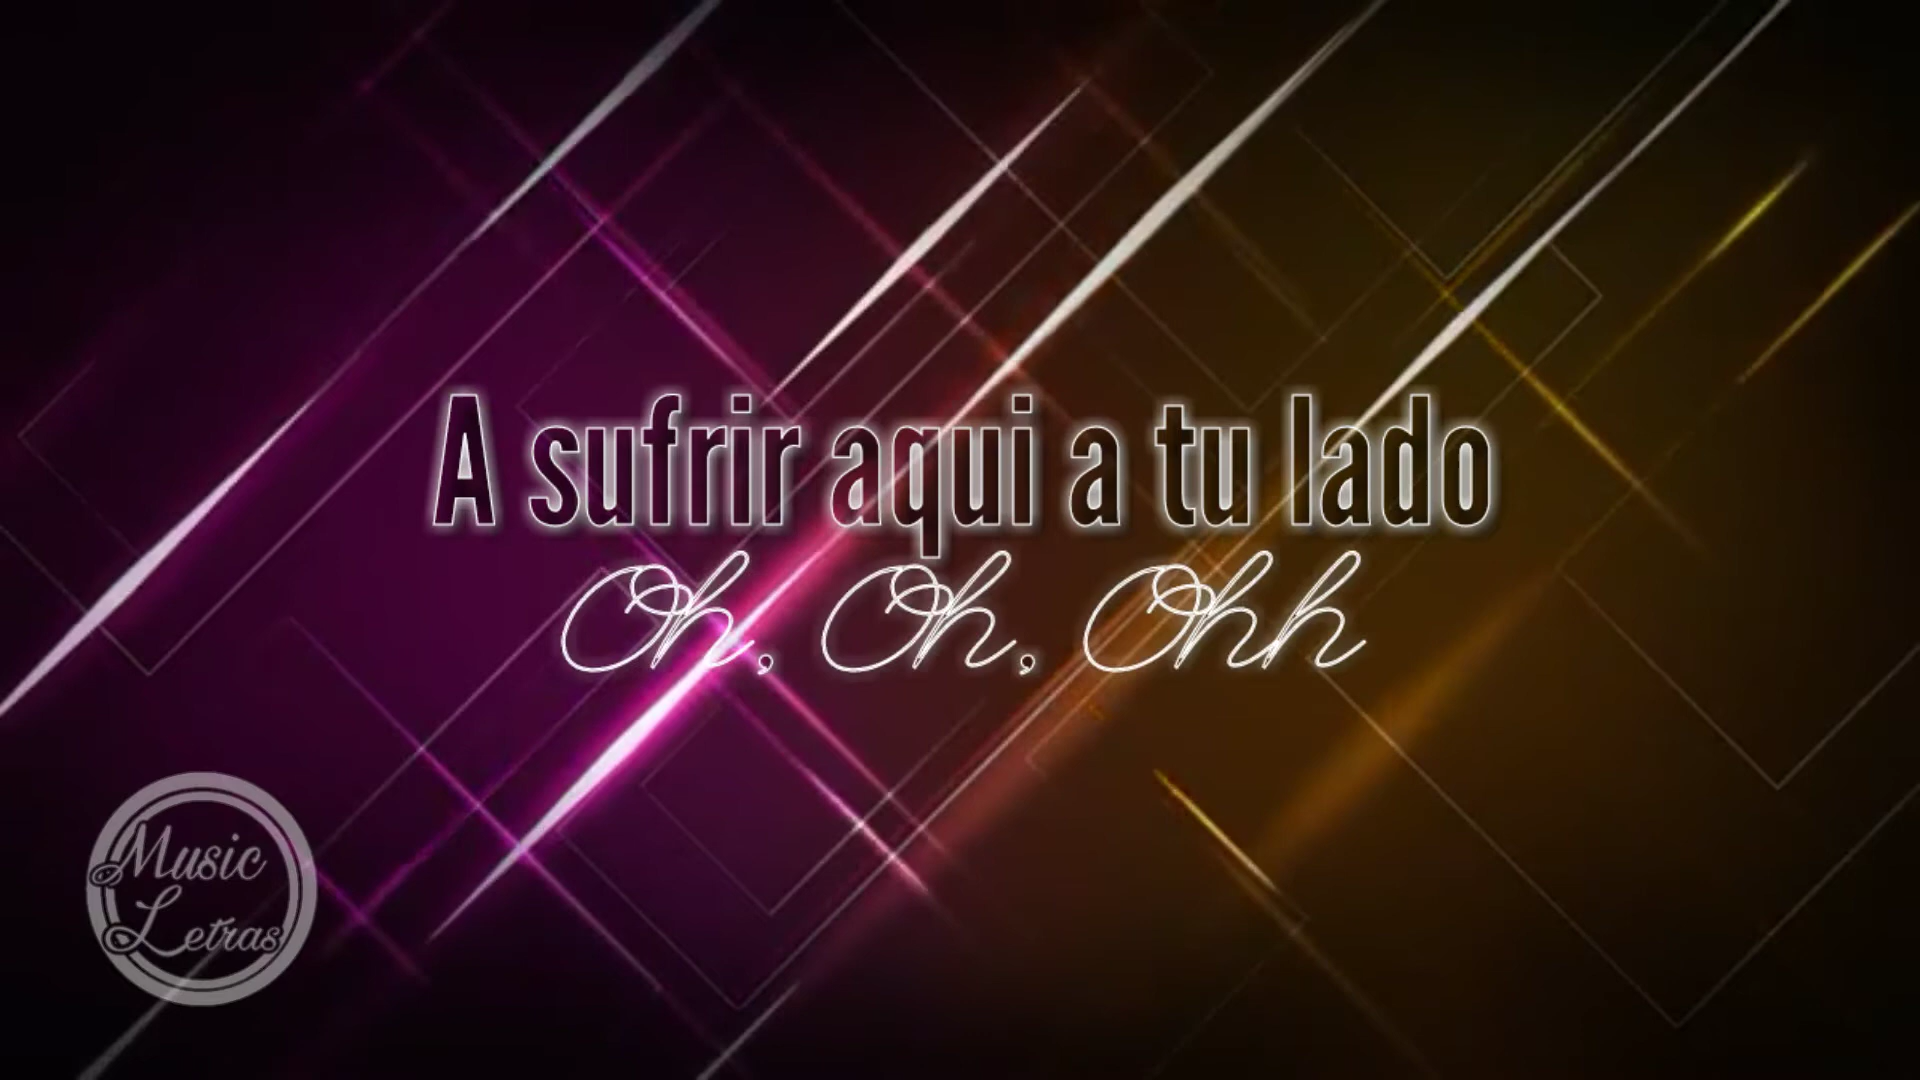 A sufrir aqui a tu lado
Oh, Oh, Ohh
Music
Letras